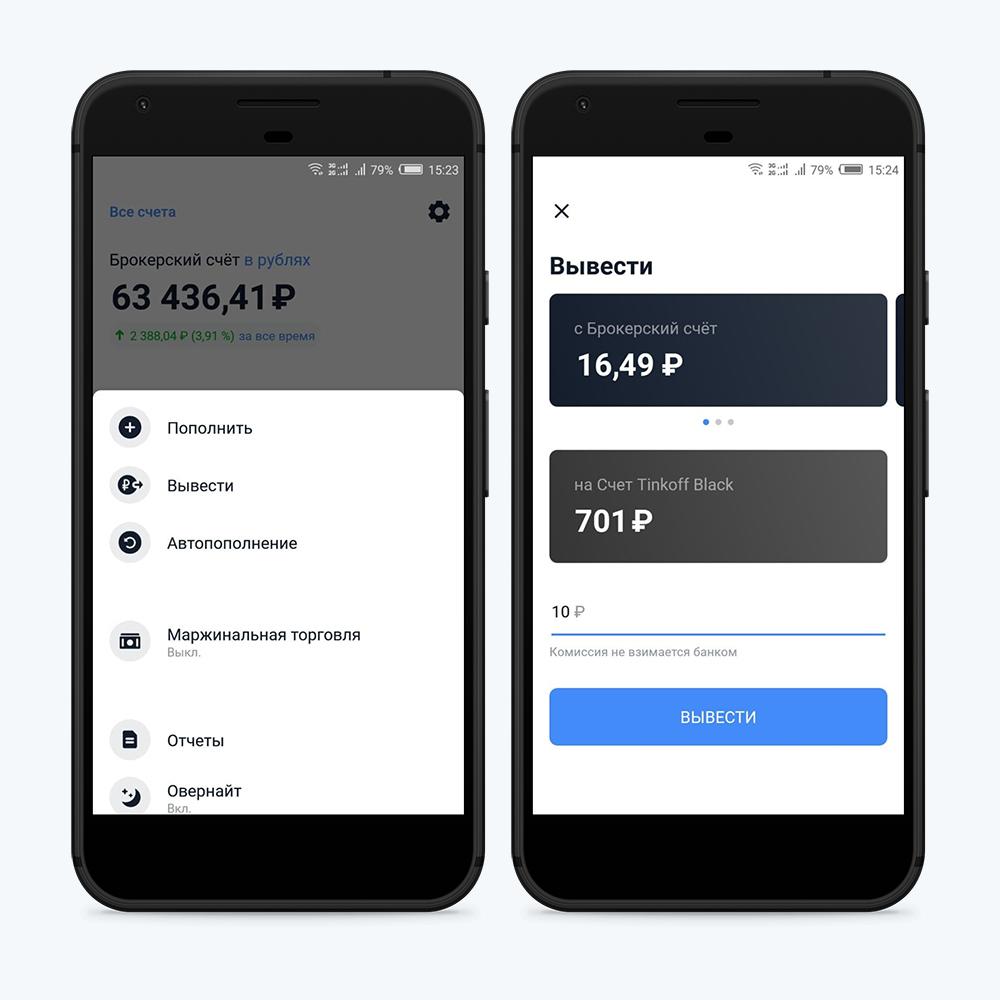 79% 15:23
Все счета
Брокерский счёт в рублях
63 436,41 ₽
2 388,04 ₽ (3,91 %) за все время
Пополнить
Вывести
Автопополнение
Маржинальная торговля
Выкл.
Отчеты
Овернайт
Вкл.
79% 15:24
Вывести
с Брокерский счёт
16,49 ₽
на Счет Tinkoff Black
701 ₽
10 ₽
Комиссия не взимается банком
ВЫВЕСТИ